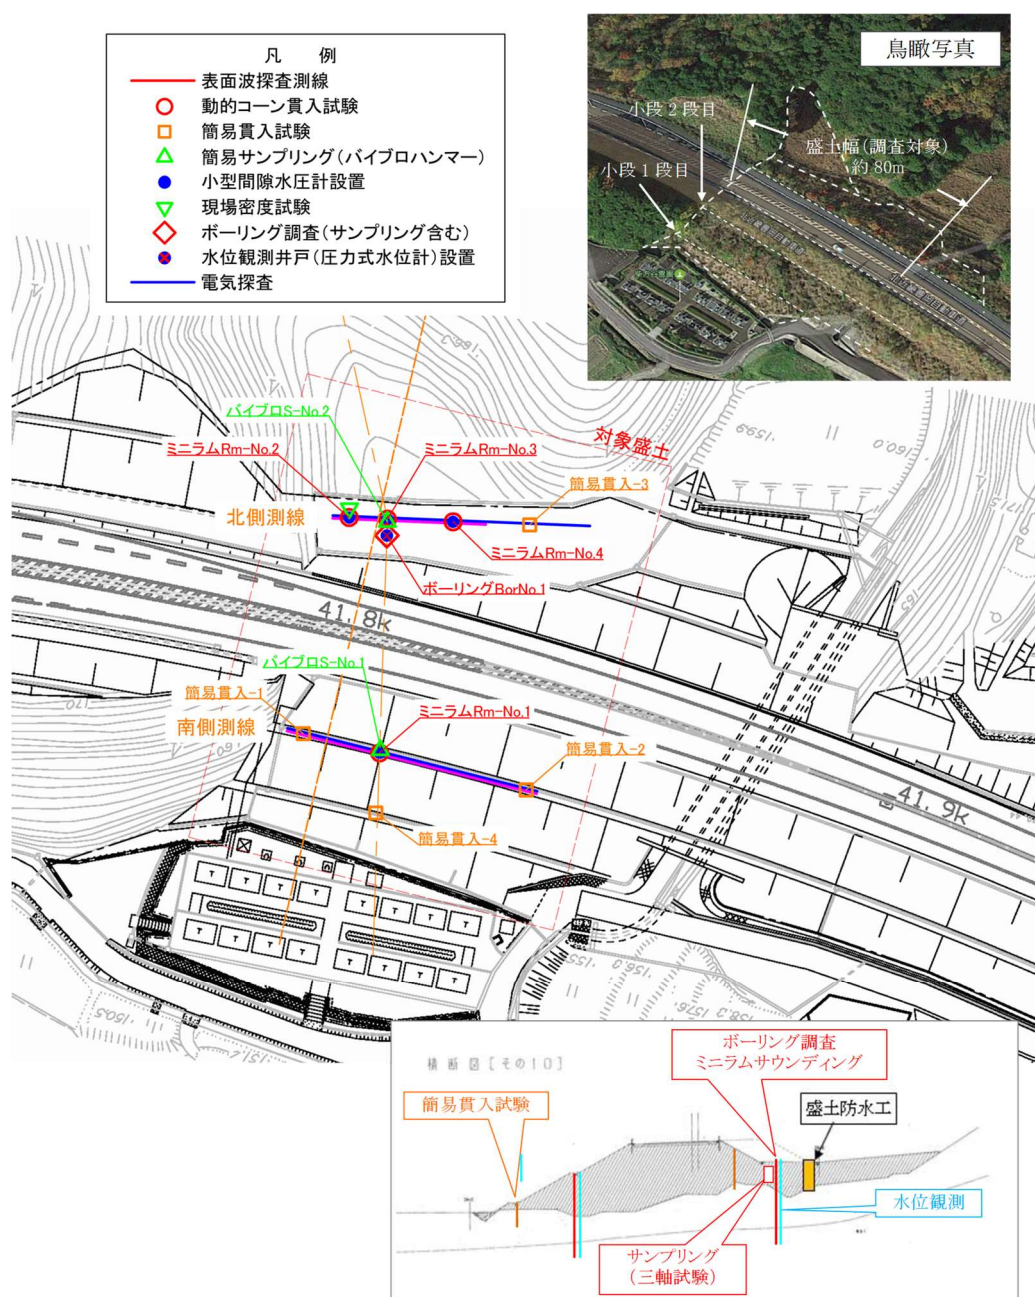 凡　例
表面波探査測線
動的コーン貫入試験
簡易貫入試験
簡易サンプリング(バイブロハンマー)
小型間隙水圧計設置
現場密度試験
ボーリング調査(サンプリング含む)
水位観測井戸(圧力式水位計)設置
電気探査
鳥瞰写真
小段2段目
小段1段目
盛土幅(調査対象)
約80m
バイブロS-No.2
ミニラムRm-No.2
ミニラムRm-No.3
対象盛土
簡易貫入-3
北側測線
ミニラムRm-No.4
ボーリングBorNo.1
41.8k
バイブロS-No.1
簡易貫入-1
ミニラムRm-No.1
南側測線
簡易貫入-2
41.9k
簡易貫入-4
横断図[その10]
ボーリング調査
ミニラムサウンディング
簡易貫入試験
盛土防水工
水位観測
サンプリング
(三軸試験)